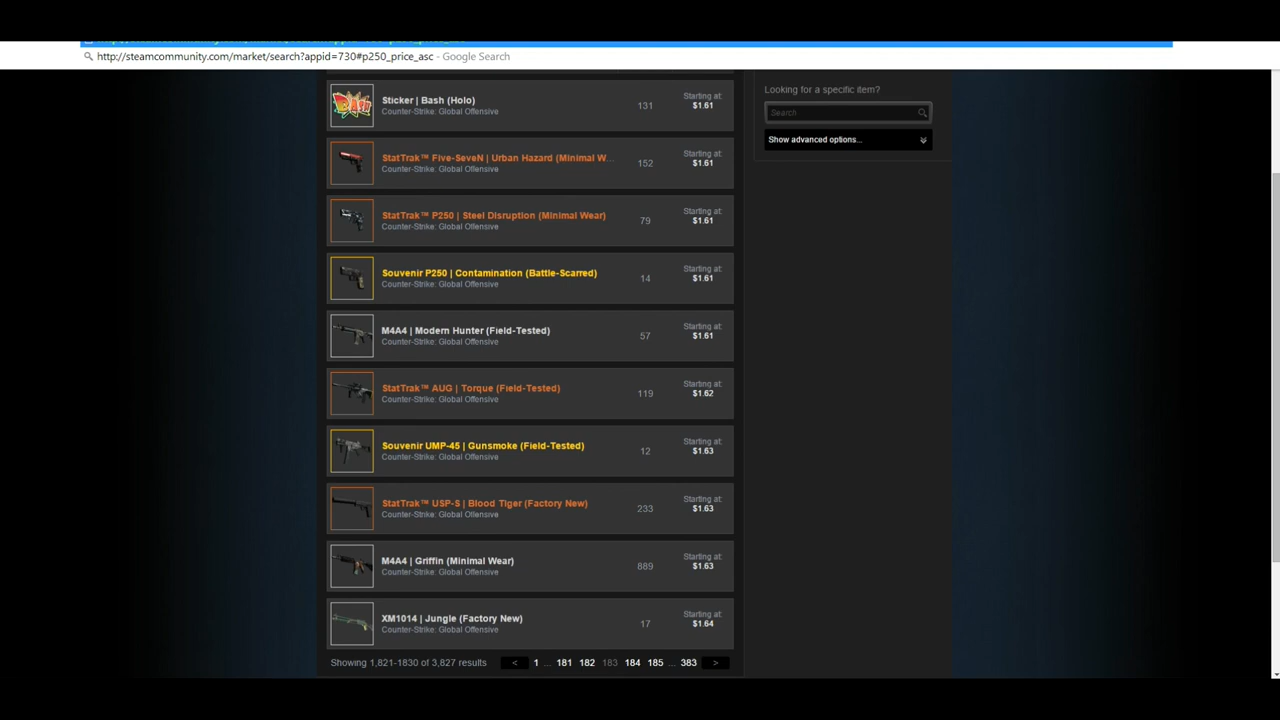 http://steamcommunity.com/market/search?appid=730#p250_price_asc - Google Search
Looking for a specific item?
Search
Show advanced options...
Sticker | Bash (Holo)
Counter-Strike: Global Offensive
131
Starting at:
$1.61
StatTrak™ Five-SeveN | Urban Hazard (Minimal W...
Counter-Strike: Global Offensive
152
Starting at:
$1.61
StatTrak™ P250 | Steel Disruption (Minimal Wear)
Counter-Strike: Global Offensive
79
Starting at:
$1.61
Souvenir P250 | Contamination (Battle-Scarred)
Counter-Strike: Global Offensive
14
Starting at:
$1.61
M4A4 | Modern Hunter (Field-Tested)
Counter-Strike: Global Offensive
57
Starting at:
$1.61
StatTrak™ AUG | Torque (Field-Tested)
Counter-Strike: Global Offensive
119
Starting at:
$1.62
Souvenir UMP-45 | Gunsmoke (Field-Tested)
Counter-Strike: Global Offensive
12
Starting at:
$1.63
StatTrak™ USP-S | Blood Tiger (Factory New)
Counter-Strike: Global Offensive
233
Starting at:
$1.63
M4A4 | Griffin (Minimal Wear)
Counter-Strike: Global Offensive
889
Starting at:
$1.63
XM1014 | Jungle (Factory New)
Counter-Strike: Global Offensive
17
Starting at:
$1.64
Showing 1,821-1830 of 3,827 results < 1 ... 181 182 183 184 185 ... 383 >